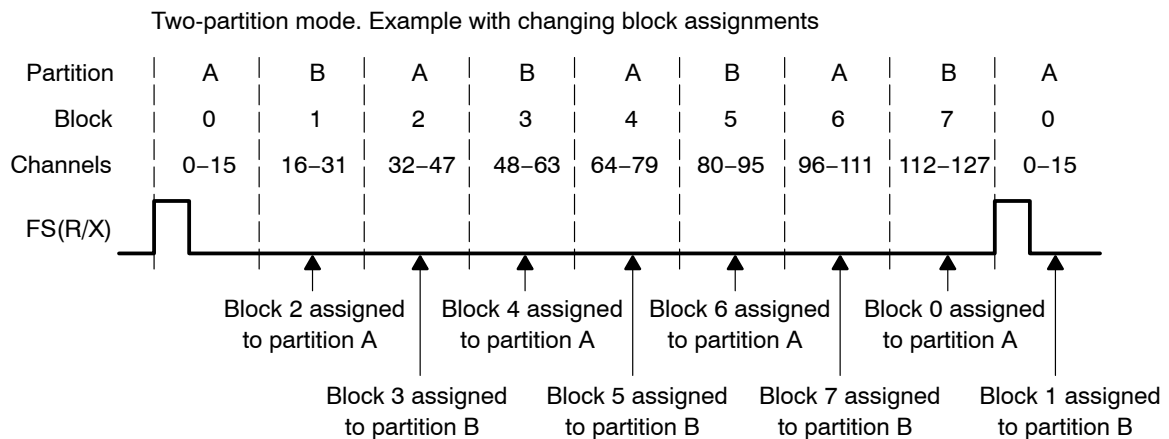 Two-partition mode. Example with changing block assignments
Partition A B A B A B A B A
Block 0 1 2 3 4 5 6 7 0
Channels 0–15 16–31 32–47 48–63 64–79 80–95 96–111 112–127 0–15
FS(R/X)
Block 2 assigned
to partition A
Block 4 assigned
to partition A
Block 6 assigned
to partition A
Block 0 assigned
to partition A
Block 3 assigned
to partition B
Block 5 assigned
to partition B
Block 7 assigned
to partition B
Block 1 assigned
to partition B